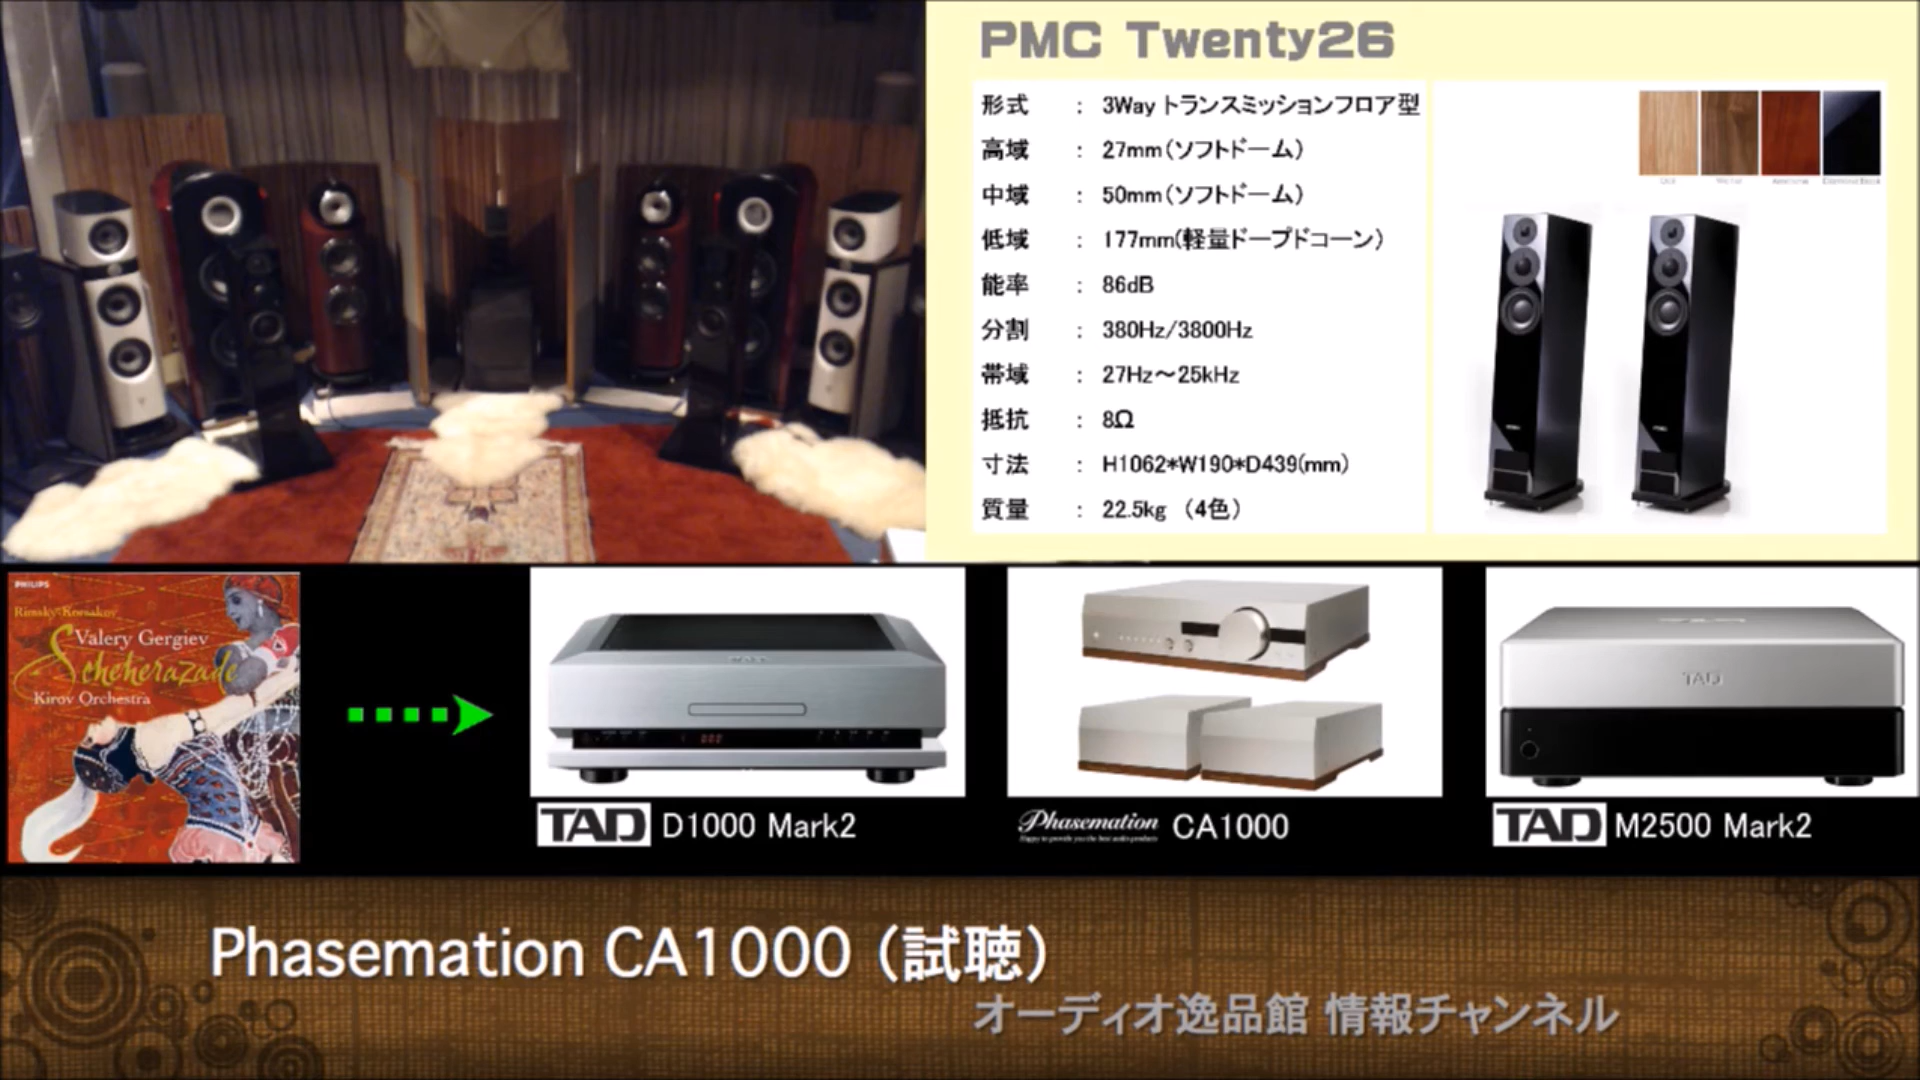 PMC Twenty26
形式 : 3Way トランスミッションフロア型
高域 : 27mm(ソフトドーム)
中域 : 50mm(ソフトドーム)
低域 : 177mm(軽量ドープドコーン)
能率 : 86dB
分割 : 380Hz/3800Hz
帯域 : 27Hz～25kHz
抵抗 : 8Ω
寸法 : H1062*W190*D439(mm)
質量 : 22.5kg (4色)
PHILIPS
Rimsky-Korsakov
Valery Gergiev
Scheherazade
Kirov Orchestra
TAD
TAD D1000 Mark2
Phasemation CA1000
TAD M2500 Mark2
Phasemation CA1000 (試聴)
オーディオ逸品館 情報チャンネル